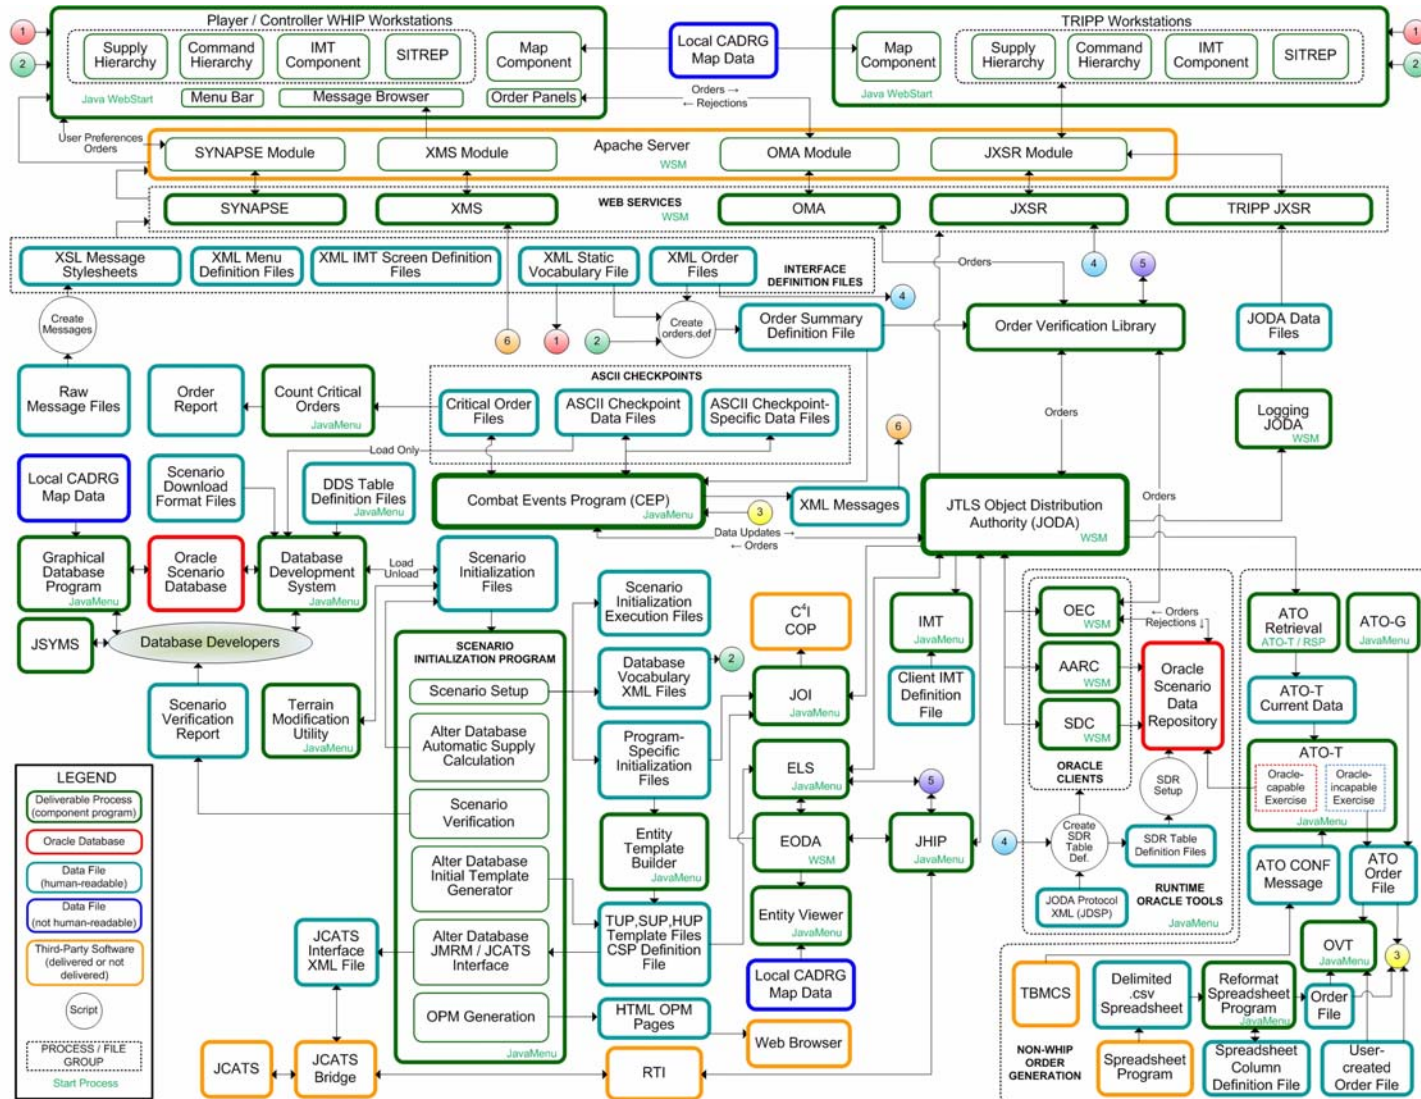 Player / Controller WHIP Workstations
Supply
Hierarchy
Command
Hierarchy
IMT
Component
SITREP
Map
Component
Java WebStart
Menu Bar
Message Browser
Order Panels
1
2
Local CADRG
Map Data
TRIPP Workstations
Map
Component
Java WebStart
Supply
Hierarchy
Command
Hierarchy
IMT
Component
SITREP
1
2
Orders →
← Rejections
User Preferences
Orders
SYNAPSE Module
XMS Module
Apache Server
WSM
OMA Module
JXSR Module
SYNAPSE
XMS
WEB SERVICES
WSM
OMA
JXSR
TRIPP JXSR
XSL Message
Stylesheets
XML Menu
Definition Files
XML IMT Screen Definition
Files
XML Static
Vocabulary File
XML Order
Files
INTERFACE
DEFINITION FILES
Orders
4
5
4
Create
Messages
6
1
2
Create
orders.def
Order Summary
Definition File
Order Verification Library
JODA Data
Files
Raw
Message Files
Order
Report
Count Critical
Orders
JavaMenu
ASCII CHECKPOINTS
Critical Order
Files
ASCII Checkpoint
Data Files
ASCII Checkpoint-
Specific Data Files
Load Only
6
Orders
Logging
JODA
WSM
Local CADRG
Map Data
Scenario
Download
Format Files
DDS Table
Definition Files
JavaMenu
Combat Events Program (CEP)
JavaMenu
XML Messages
3
Data Updates →
← Orders
JTLS Object Distribution
Authority (JODA)
WSM
Orders
Graphical
Database
Program
JavaMenu
Oracle
Scenario
Database
Database
Development
System
JavaMenu
Load
Unload
Scenario
Initialization
Files
JSYMS
Database Developers
Scenario
Verification
Report
Terrain
Modification
Utility
JavaMenu
SCENARIO
INITIALIZATION PROGRAM
Scenario Setup
Alter Database
Automatic Supply
Calculation
Scenario
Verification
Alter Database
Initial Template
Generator
Alter Database
JMRM / JCATS
Interface
OPM Generation
JavaMenu
Scenario
Initialization
Execution Files
Database
Vocabulary
XML Files
2
Program-
Specific
Initialization
Files
Entity
Template
Builder
JavaMenu
TUP,SUP,HUP
Template Files
CSP Definition
File
HTML OPM
Pages
Web Browser
C4I
COP
JOI
JavaMenu
ELS
JavaMenu
5
EODA
WSM
JHIP
JavaMenu
Entity Viewer
JavaMenu
Local CADRG
Map Data
IMT
JavaMenu
Client IMT
Definition
File
OEC
WSM
AARC
WSM
SDC
WSM
ORACLE
CLIENTS
← Orders
Rejections ↓
Oracle
Scenario
Data
Repository
SDR
Setup
4
Create
SDR
Table
Def.
SDR Table
Definition Files
JODA Protocol
XML (JDSP)
RUNTIME
ORACLE TOOLS
JavaMenu
ATO
Retrieval
ATO-T / RSP
ATO-G
JavaMenu
ATO-T
Current Data
ATO-T
Oracle-
capable
Exercise
Oracle-
incapable
Exercise
JavaMenu
ATO CONF
Message
ATO
Order
File
OVT
JavaMenu
3
TBMCS
Delimited
.csv
Spreadsheet
Reformat
Spreadsheet
Program
JavaMenu
Order
File
NON-WHIP
ORDER
GENERATION
Spreadsheet
Program
Spreadsheet
Column
Definition File
User-
created
Order File
JCATS
Interface
XML File
JCATS
JCATS
Bridge
RTI
LEGEND
Deliverable Process
(component program)
Oracle Database
Data File
(human-readable)
Data File
(not human-readable)
Third-Party Software
(delivered or not
delivered)
Script
PROCESS / FILE
GROUP
Start Process